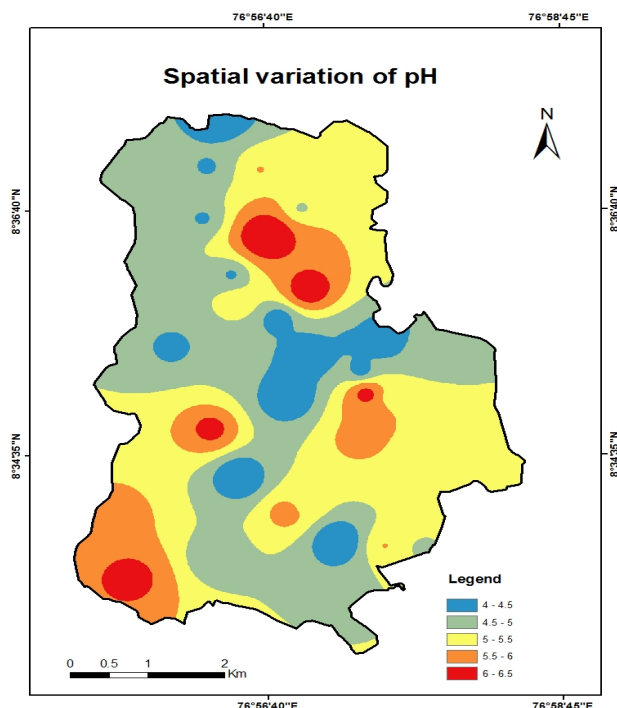 76°56'40"E 76°58'45"E
Spatial variation of pH
N
8°36'40"N 8°36'40"N
8°34'35"N 8°34'35"N
Legend
4 - 4.5
4.5 - 5
5 - 5.5
5.5 - 6
6 - 6.5
0 0.5 1 2
Km
76°56'40"E 76°58'45"E